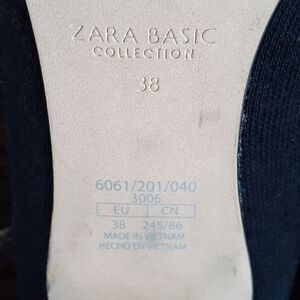 ZARA BASIC
COLLECTION
38
6061/201/040
3006
EU CN
38 245/86
MADE IN VIETNAM
HECHO EN VIETNAM